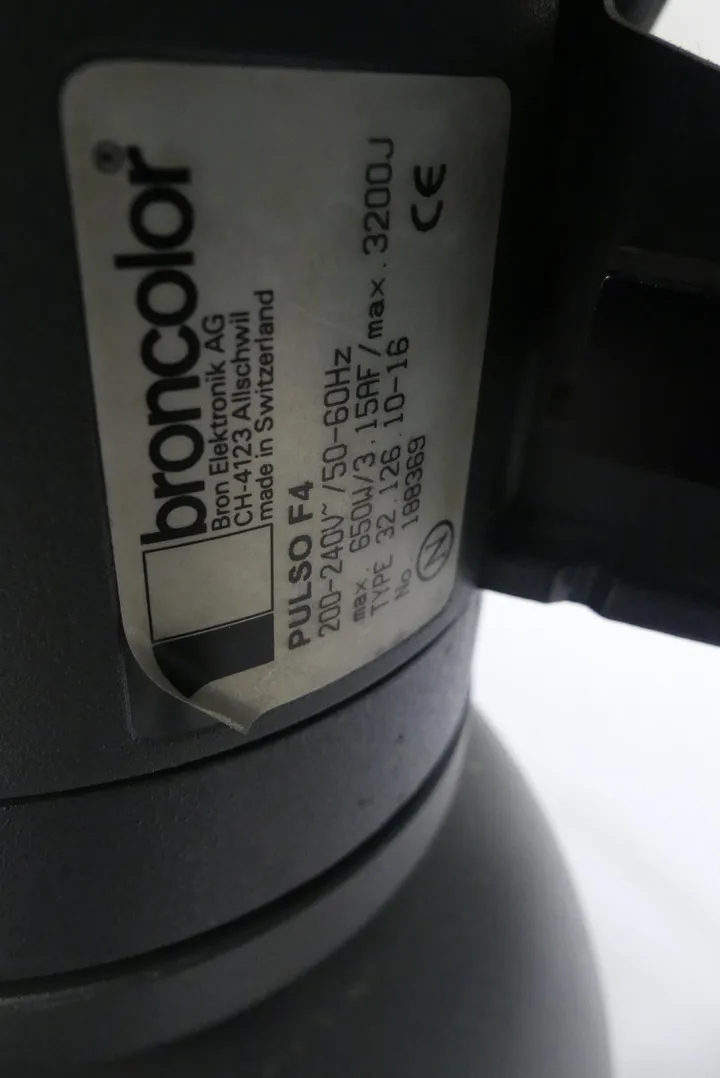 broncolor®
Bron Elektronik AG
CH-4123 Allschwil
made in Switzerland
PULSO F4
200-240V~/50-60Hz
max. 650W/3.15AF/max. 3200J
TYPE 32.126.10-16
No. 188369
N
CE